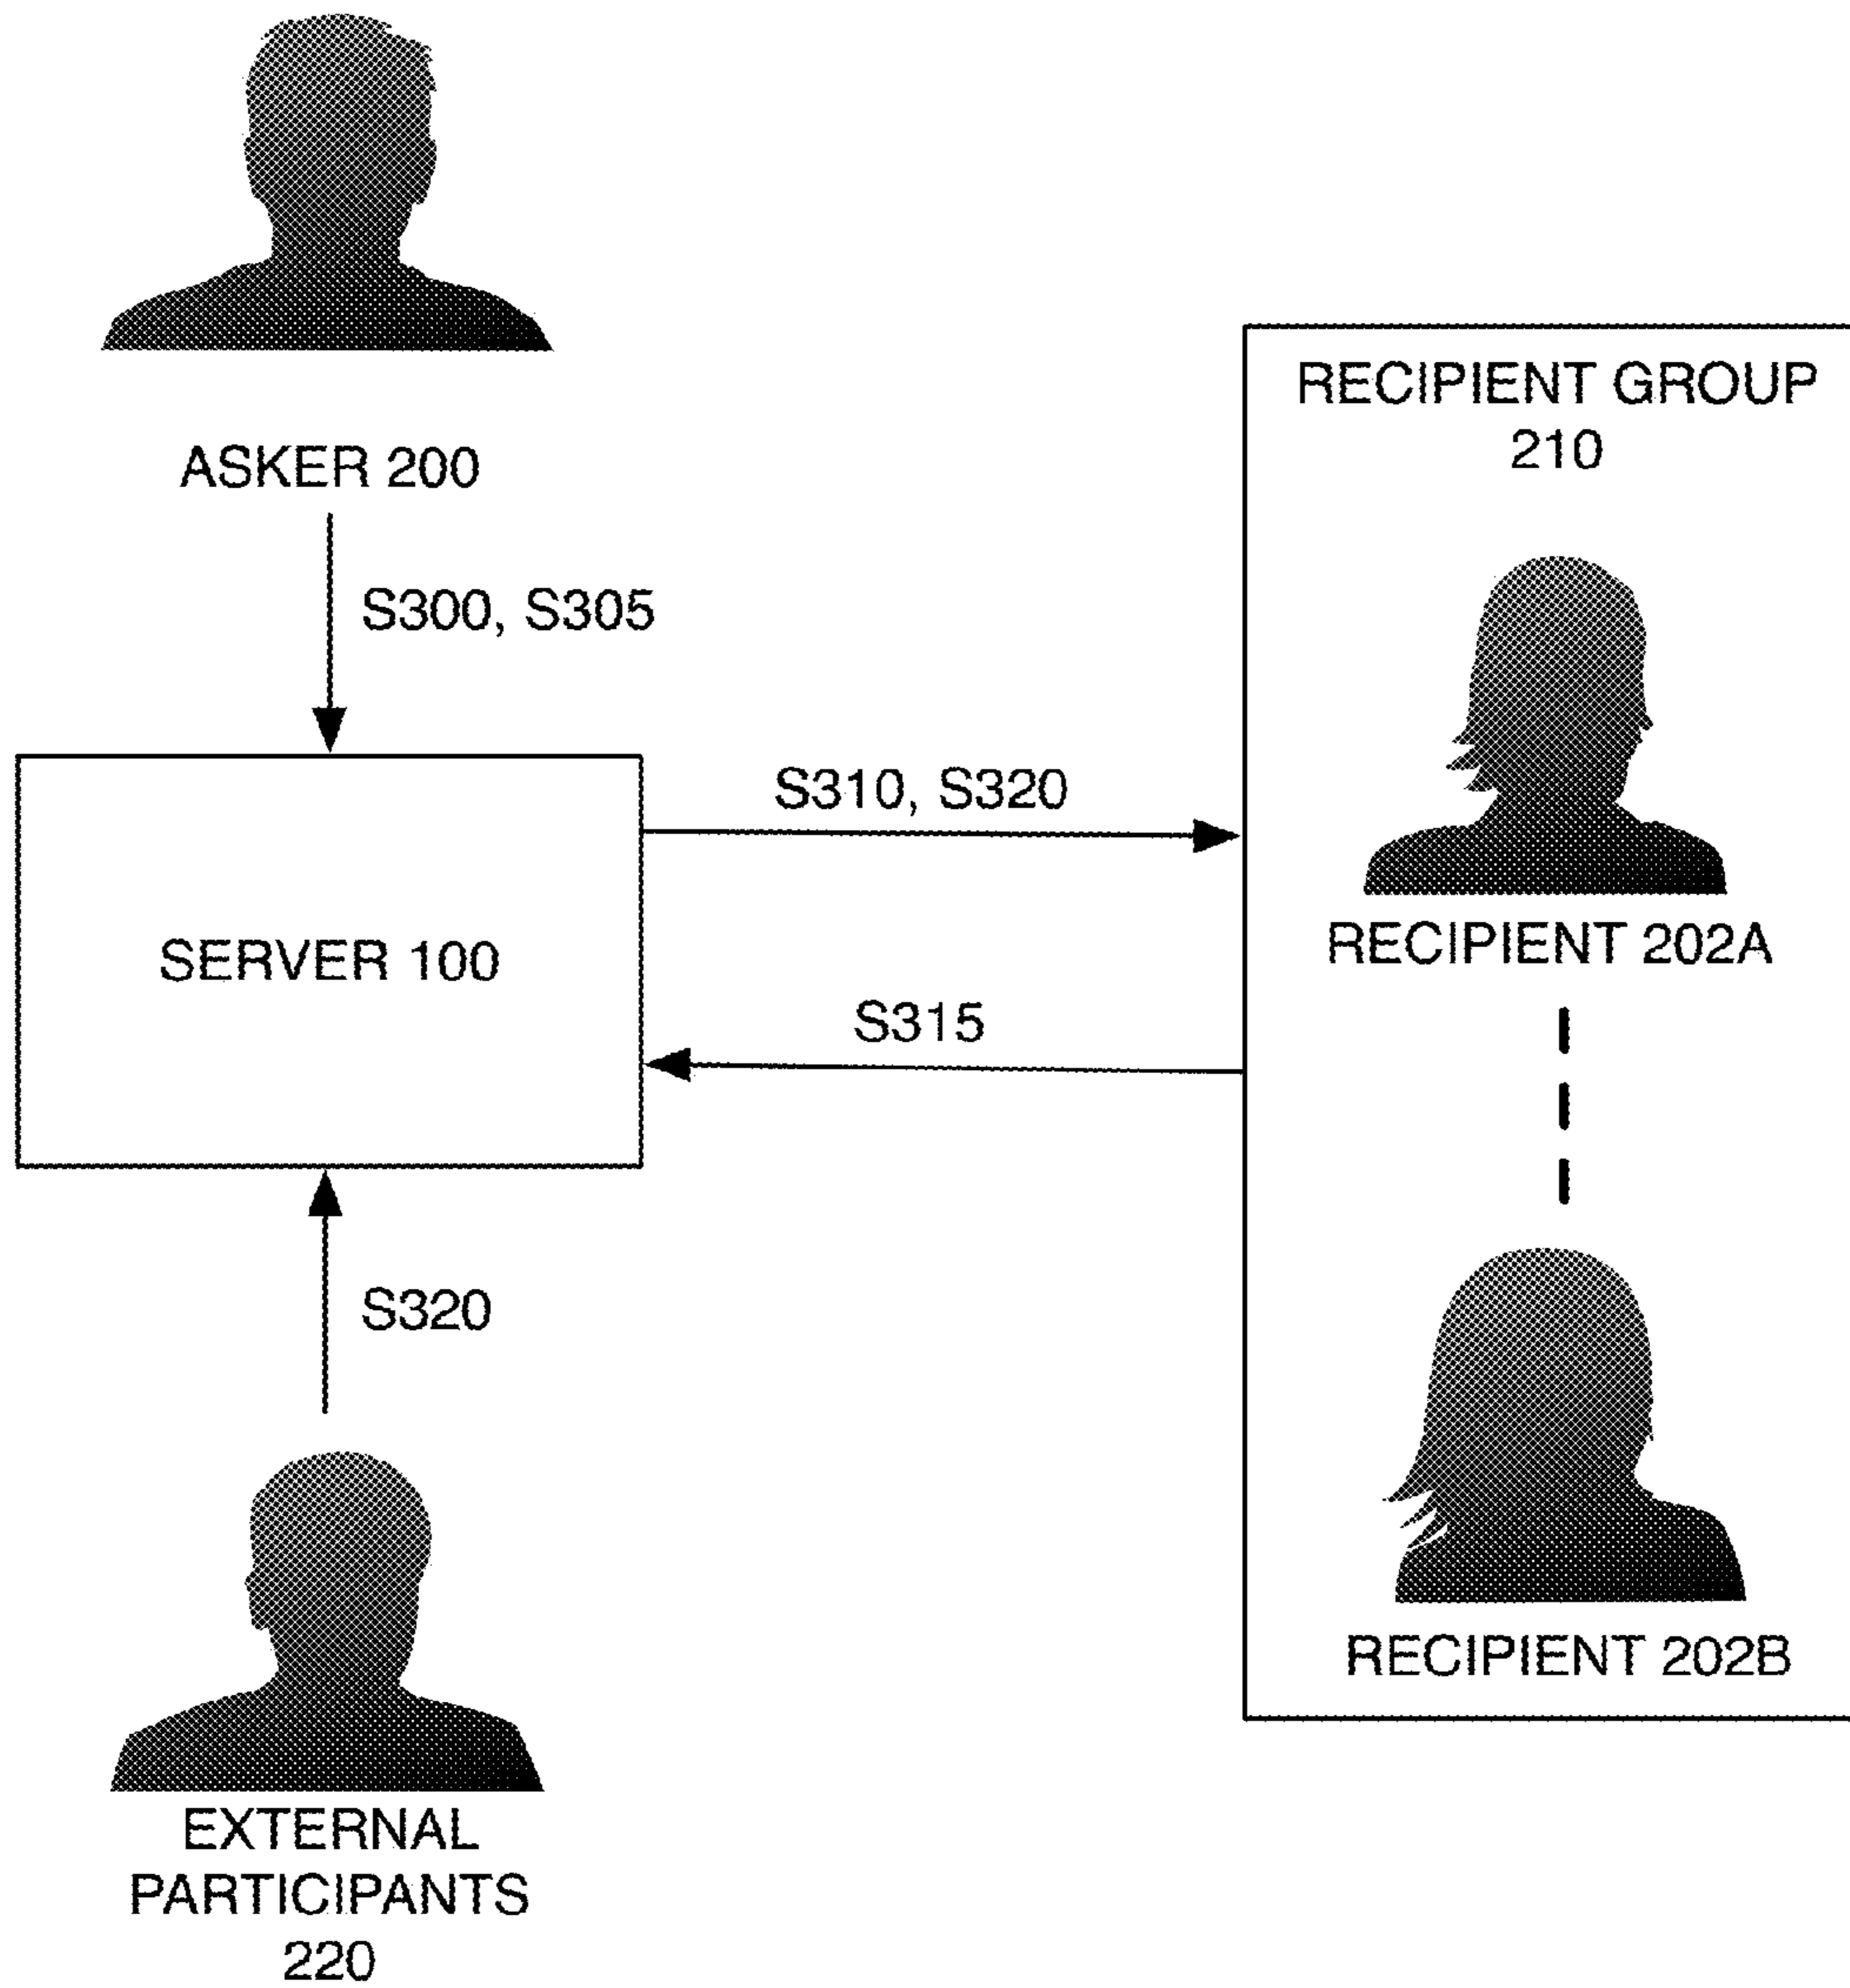 ASKER 200
S300, S305
RECIPIENT GROUP
210
S310, S320
SERVER 100
RECIPIENT 202A
S315
S320
RECIPIENT 202B
EXTERNAL
PARTICIPANTS
220